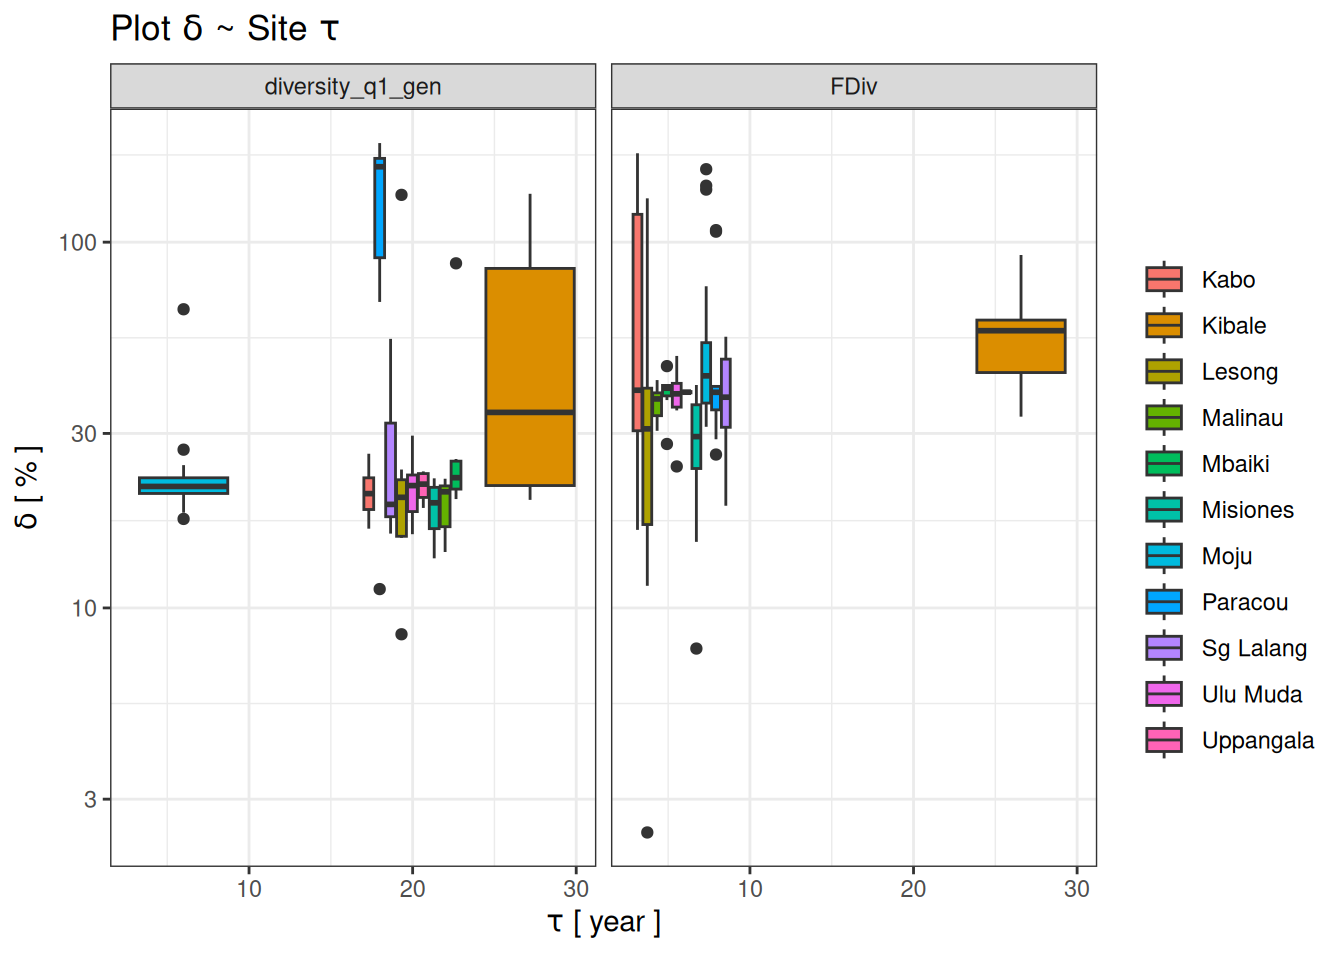 Plot δ ~ Site τ
diversity_q1_gen
FDiv
100
30
10
3
δ [ % ]
10
20
30
10
20
30
τ [ year ]
Kabo
Kibale
Lesong
Malinau
Mbaiki
Misiones
Moju
Paracou
Sg Lalang
Ulu Muda
Uppangala